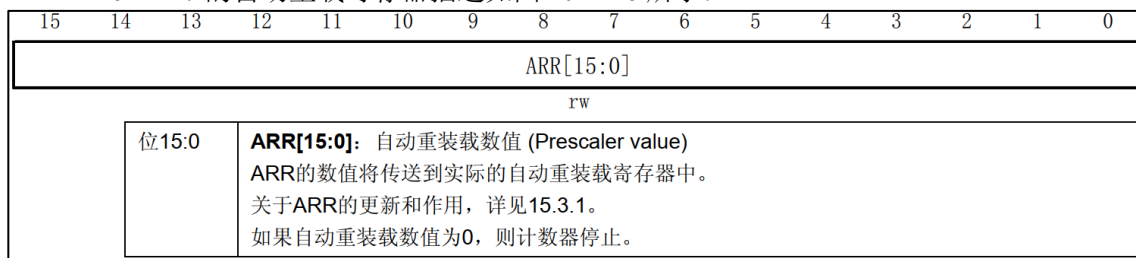 15 14 13 12 11 10 9 8 7 6 5 4 3 2 1 0
ARR[15:0]
rw
位15:0 ARR[15:0]：自动重装载数值 (Prescaler value)
ARR的数值将传送到实际的自动重装载寄存器中。
关于ARR的更新和作用，详见15.3.1。
如果自动重装载数值为0，则计数器停止。